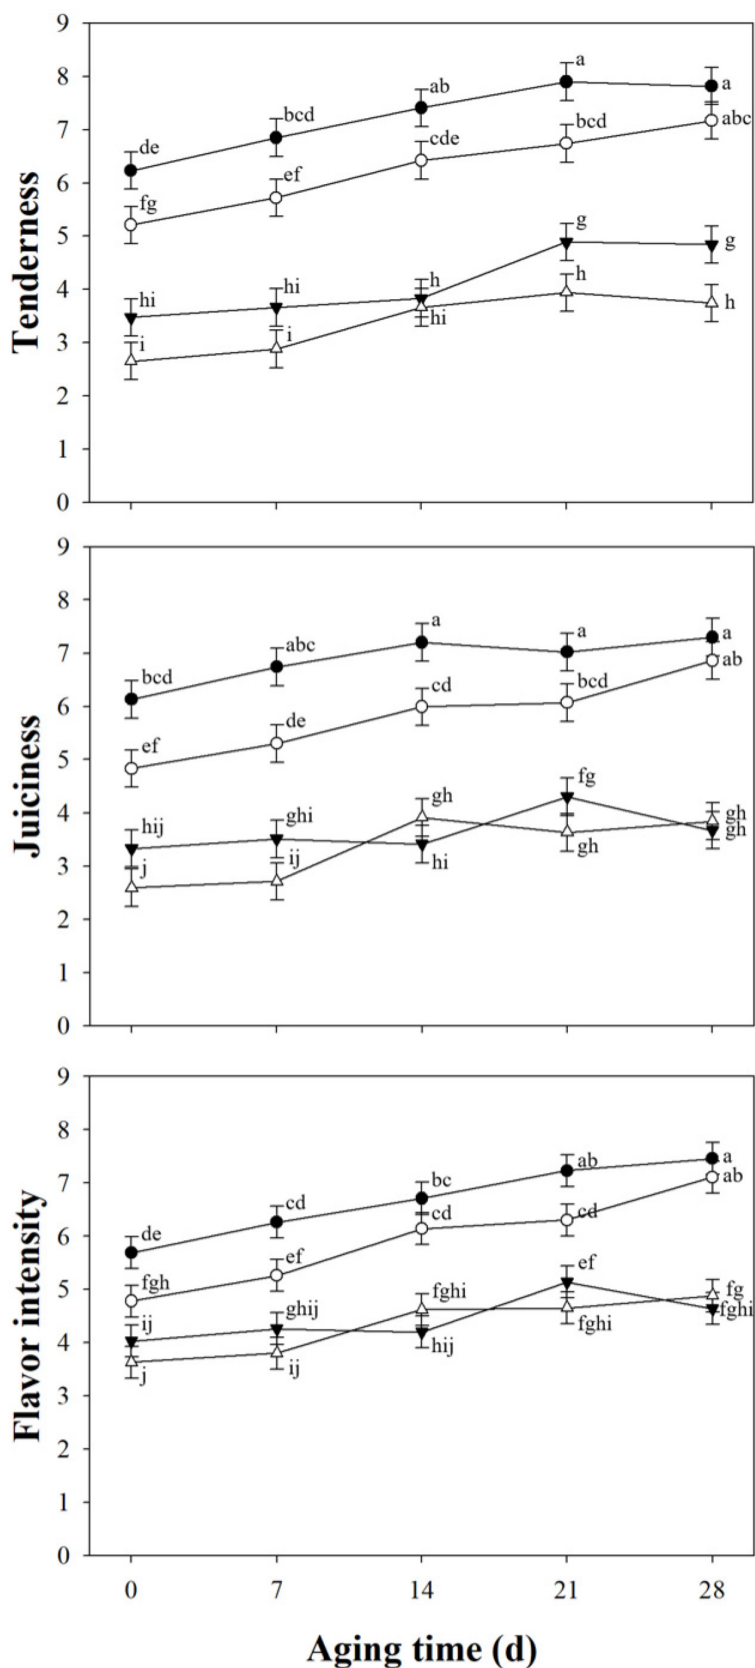 9
8
7
6
5
4
3
2
1
0
Tenderness
de
bcd
ab
a
a
fg
ef
cde
bcd
abc
hi
hi
h
g
g
i
i
hi
h
h
9
8
7
6
5
4
3
2
1
0
Juiciness
bcd
abc
a
a
a
ef
de
cd
bcd
ab
hij
ghi
hi
fg
gh
j
ij
gh
gh
gh
9
8
7
6
5
4
3
2
1
0
Flavor intensity
de
cd
bc
ab
a
fgh
ef
cd
cd
ab
ij
ghij
hij
ef
fghi
j
ij
fghi
fghi
fg
0 7 14 21 28
Aging time (d)